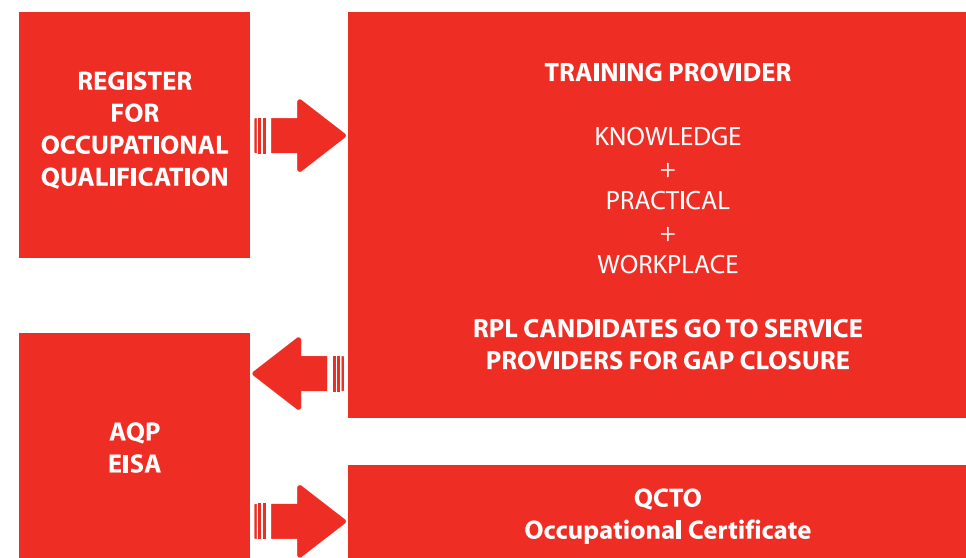 REGISTER
FOR
OCCUPATIONAL
QUALIFICATION
TRAINING PROVIDER
KNOWLEDGE
+
PRACTICAL
+
WORKPLACE
RPL CANDIDATES GO TO SERVICE
PROVIDERS FOR GAP CLOSURE
AQP
EISA
QCTO
Occupational Certificate